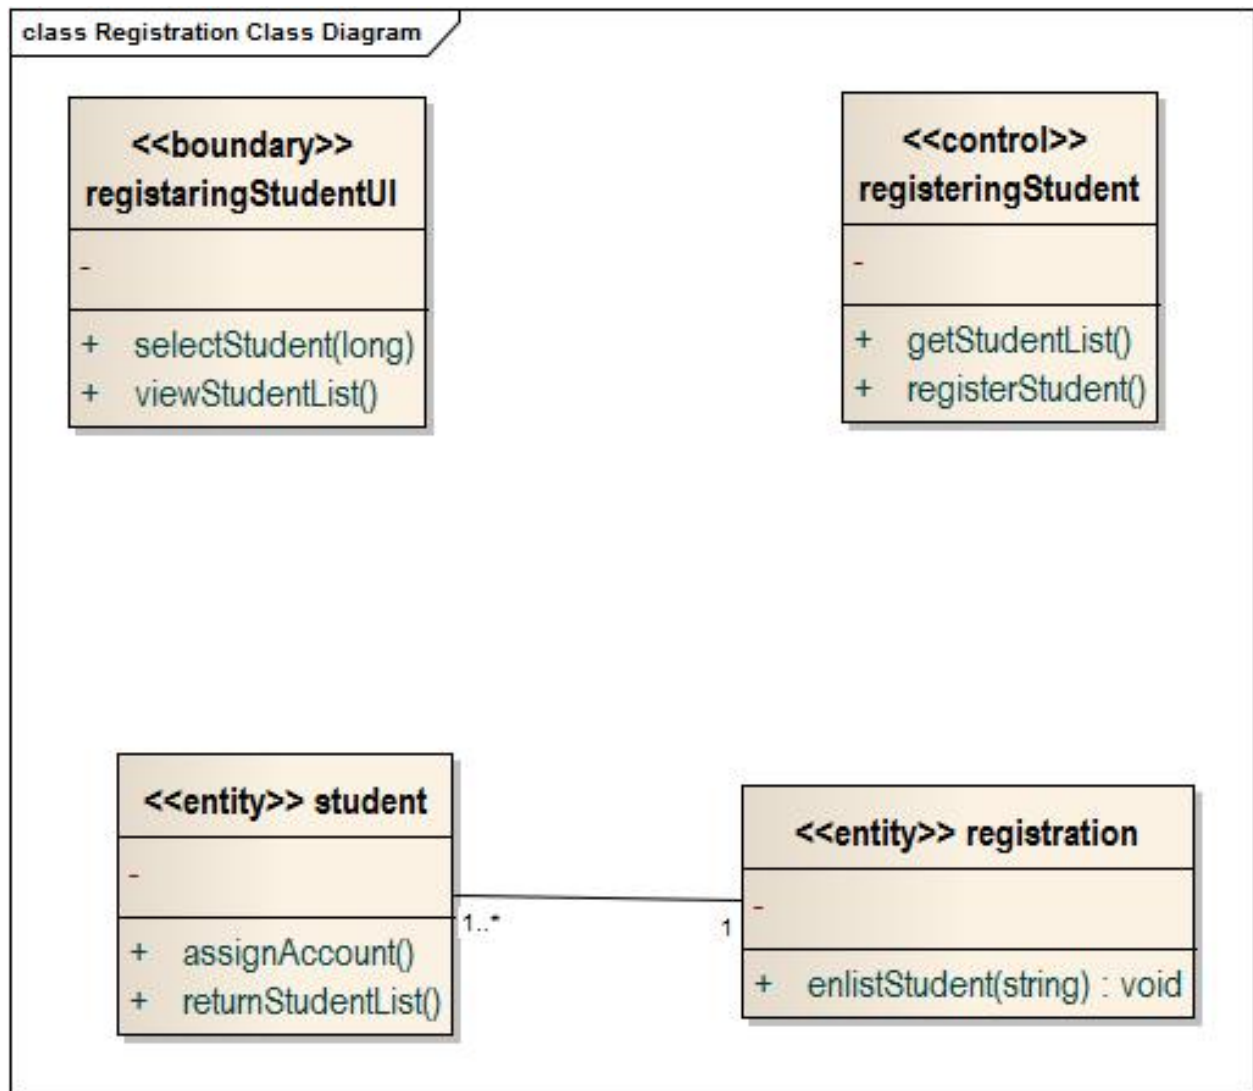 class Registration Class Diagram
<<boundary>>
registaringStudentUI
-
+ selectStudent(long)
+ viewStudentList()
<<control>>
registeringStudent
-
+ getStudentList()
+ registerStudent()
<<entity>> student
-
+ assignAccount()
+ returnStudentList()
1..*
1
<<entity>> registration
-
+ enlistStudent(string) : void